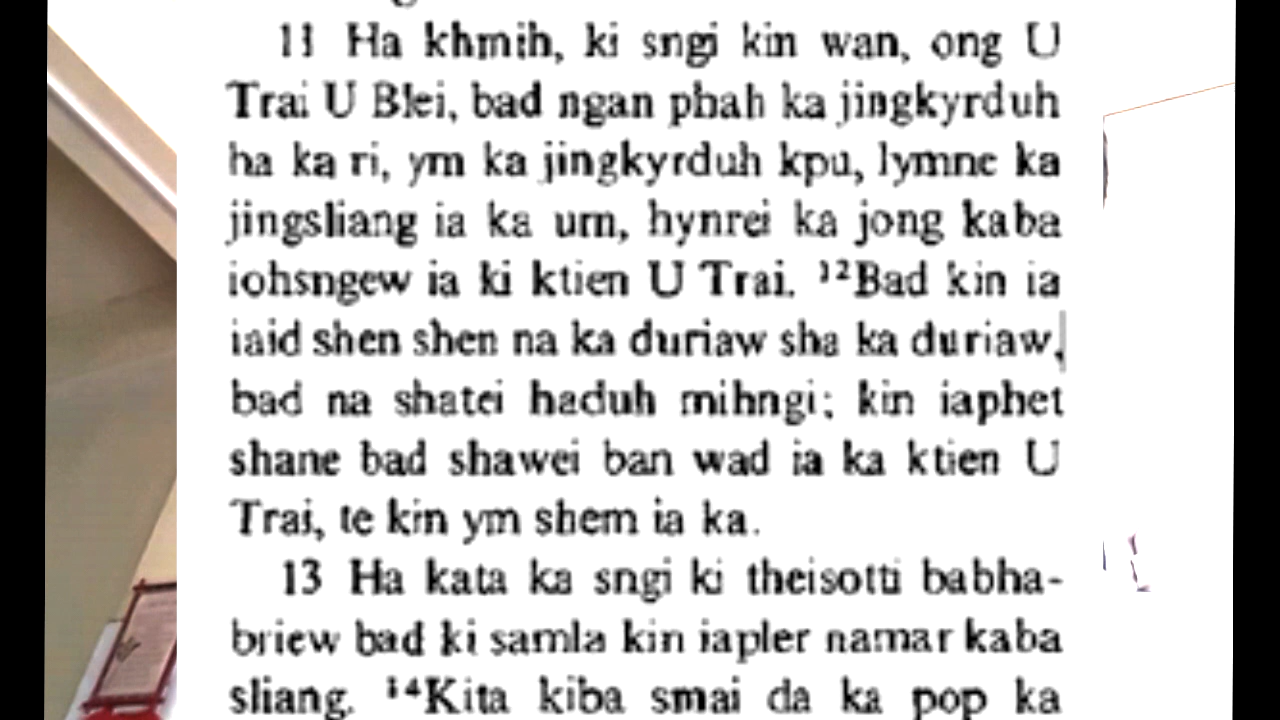 11 Ha khmih, ki sngi kin wan, ong U
Trai U Blei, bad ngan phah ka jingkyrduh
ha ka ri, ym ka jingkyrduh kpu, lymne ka
jingsliang ia ka um, hynrei ka jong kaba
iohsngew ia ki ktien U Trai. ¹²Bad kin ia
iaid shen shen na ka duriaw sha ka duriaw,
bad na shatei haduh mihngi; kin iaphet
shane bad shawei ban wad ia ka ktien U
Trai, te kin ym shem ia ka.
13 Ha kata ka sngi ki theisotti babha-
briew bad ki samla kin iapler namar kaba
sliang. ¹⁴Kita kiba smai da ka pop ka